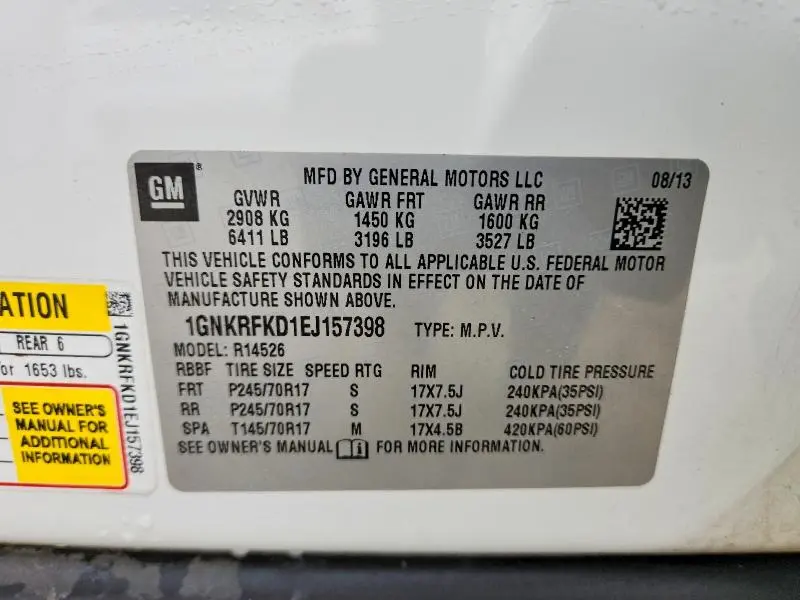 GM®
MFD BY GENERAL MOTORS LLC
08/13
GVWR GAWR FRT GAWR RR
2908 KG 1450 KG 1600 KG
6411 LB 3196 LB 3527 LB
THIS VEHICLE CONFORMS TO ALL APPLICABLE U.S. FEDERAL MOTOR
VEHICLE SAFETY STANDARDS IN EFFECT ON THE DATE OF
MANUFACTURE SHOWN ABOVE.
1GNKRFKD1EJ157398 TYPE: M.P.V.
MODEL: R14526
RBBF TIRE SIZE SPEED RTG RIM COLD TIRE PRESSURE
FRT P245/70R17 S 17X7.5J 240KPA(35PSI)
RR P245/70R17 S 17X7.5J 240KPA(35PSI)
SPA T145/70R17 M 17X4.5B 420KPA(60PSI)
SEE OWNER'S MANUAL FOR MORE INFORMATION.
ATION
REAR 6
or 1653 lbs.
SEE OWNER'S
MANUAL FOR
ADDITIONAL
INFORMATION
1GNKRFKD1EJ157398